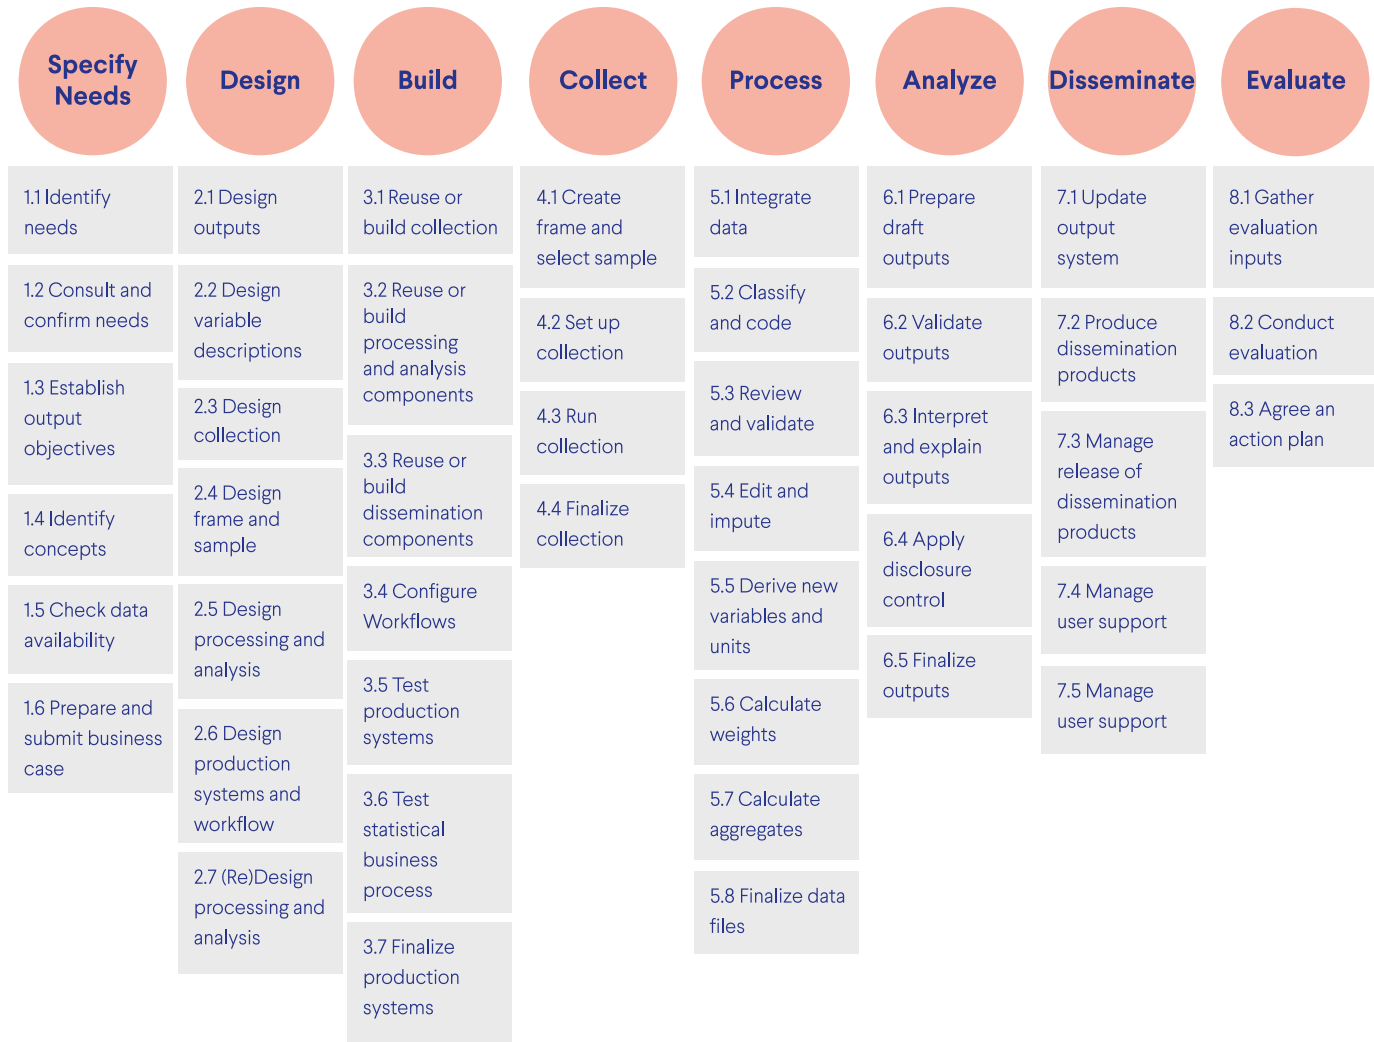 Specify
Needs
Design
Build
Collect
Process
Analyze
Disseminate
Evaluate
1.1 Identify
needs
1.2 Consult and
confirm needs
1.3 Establish
output
objectives
1.4 Identify
concepts
1.5 Check data
availability
1.6 Prepare and
submit business
case
2.1 Design
outputs
2.2 Design
variable
descriptions
2.3 Design
collection
2.4 Design
frame and
sample
2.5 Design
processing and
analysis
2.6 Design
production
systems and
workflow
2.7 (Re)Design
processing and
analysis
3.1 Reuse or
build collection
3.2 Reuse or
build
processing
and analysis
components
3.3 Reuse or
build
dissemination
components
3.4 Configure
Workflows
3.5 Test
production
systems
3.6 Test
statistical
business
process
3.7 Finalize
production
systems
4.1 Create
frame and
select sample
4.2 Set up
collection
4.3 Run
collection
4.4 Finalize
collection
5.1 Integrate
data
5.2 Classify
and code
5.3 Review
and validate
5.4 Edit and
impute
5.5 Derive new
variables and
units
5.6 Calculate
weights
5.7 Calculate
aggregates
5.8 Finalize data
files
6.1 Prepare
draft
outputs
6.2 Validate
outputs
6.3 Interpret
and explain
outputs
6.4 Apply
disclosure
control
6.5 Finalize
outputs
7.1 Update
output
system
7.2 Produce
dissemination
products
7.3 Manage
release of
dissemination
products
7.4 Manage
user support
7.5 Manage
user support
8.1 Gather
evaluation
inputs
8.2 Conduct
evaluation
8.3 Agree an
action plan